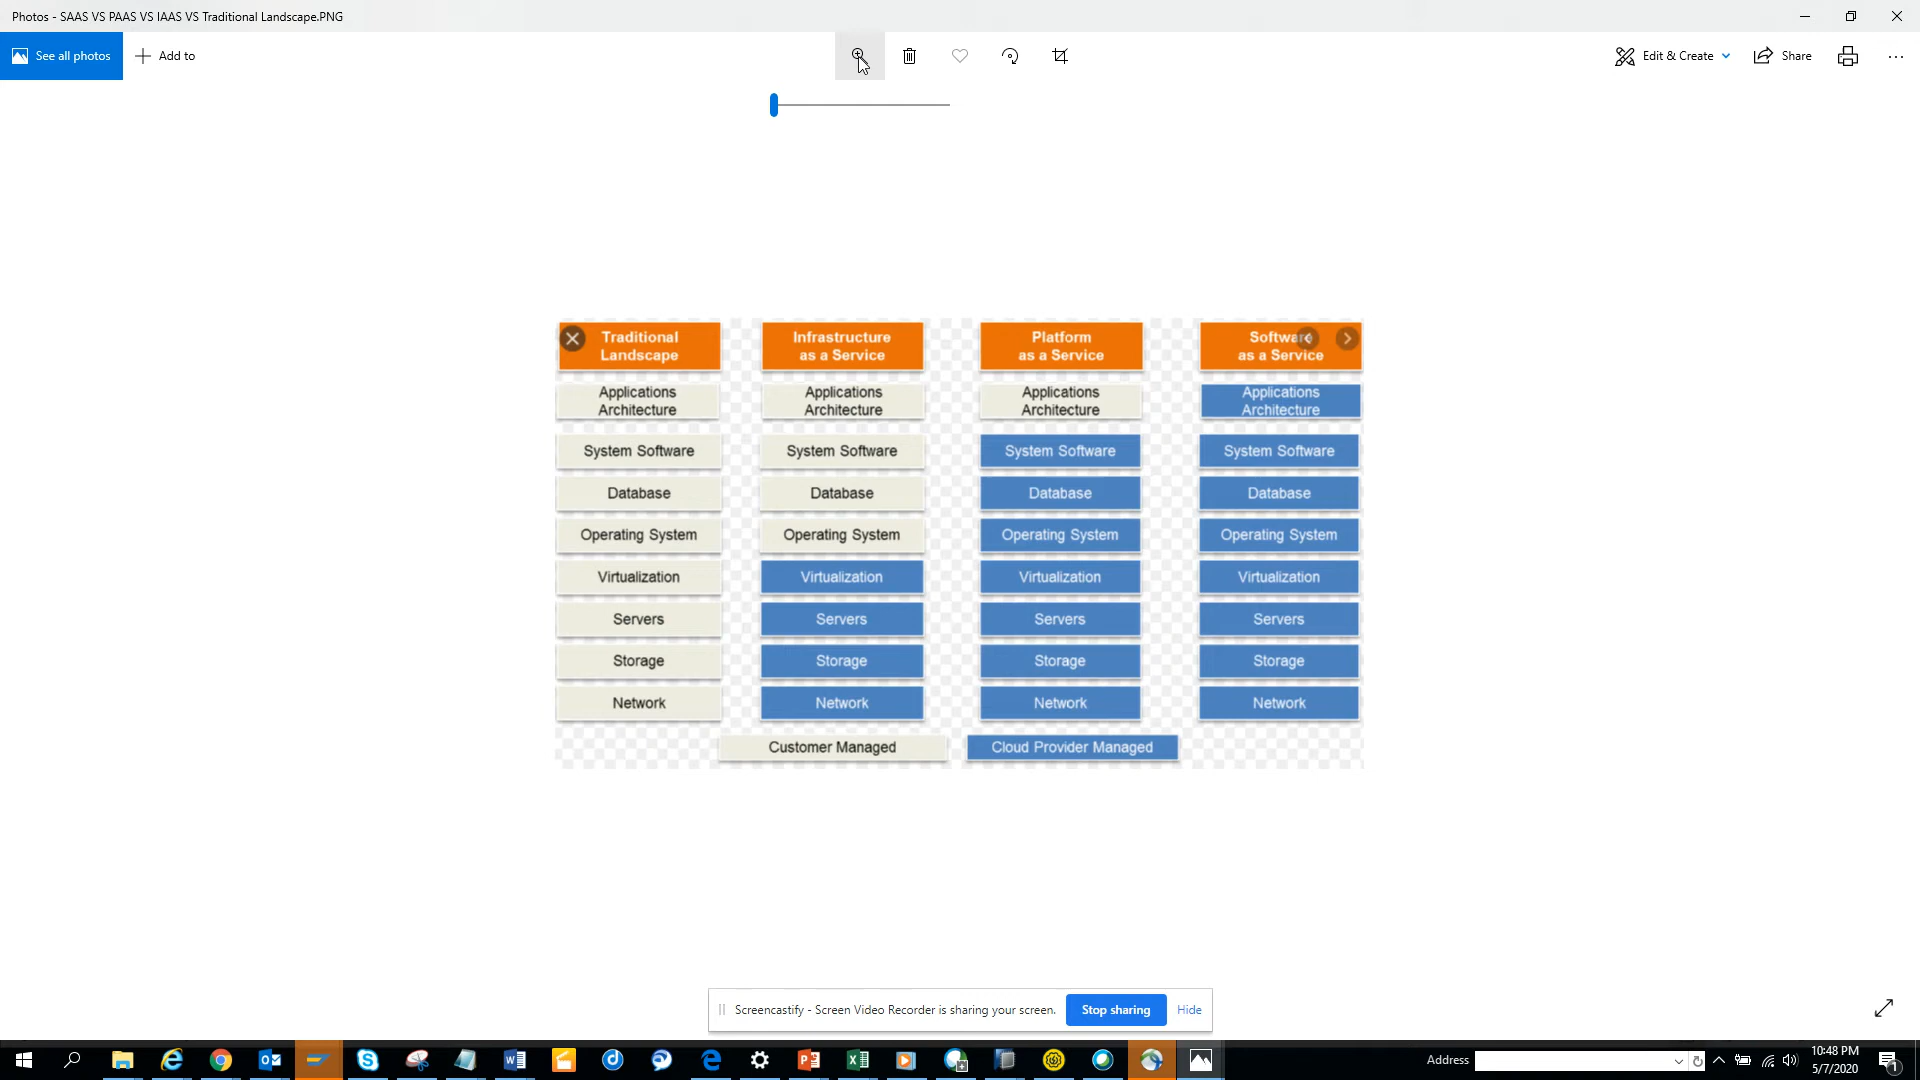 Photos - SAAS VS PAAS VS IAAS VS Traditional Landscape.PNG
See all photos
Add to
Edit & Create
Share
Traditional
Landscape
Infrastructure
as a Service
Platform
as a Service
Software
as a Service
Applications
Architecture
Applications
Architecture
Applications
Architecture
Applications
Architecture
System Software
System Software
System Software
System Software
Database
Database
Database
Database
Operating System
Operating System
Operating System
Operating System
Virtualization
Virtualization
Virtualization
Virtualization
Servers
Servers
Servers
Servers
Storage
Storage
Storage
Storage
Network
Network
Network
Network
Customer Managed
Cloud Provider Managed
Screencastify - Screen Video Recorder is sharing your screen.
Stop sharing
Hide
Address
10:48 PM
5/7/2020
1